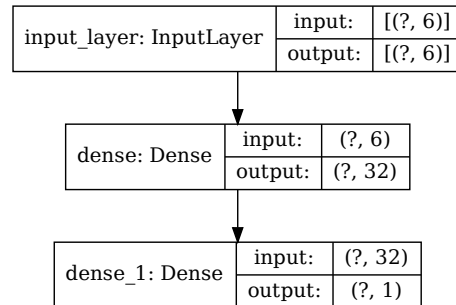 input_layer: InputLayer
input: [(?, 6)]
output: [(?, 6)]
dense: Dense
input: (?, 6)
output: (?, 32)
dense_1: Dense
input: (?, 32)
output: (?, 1)